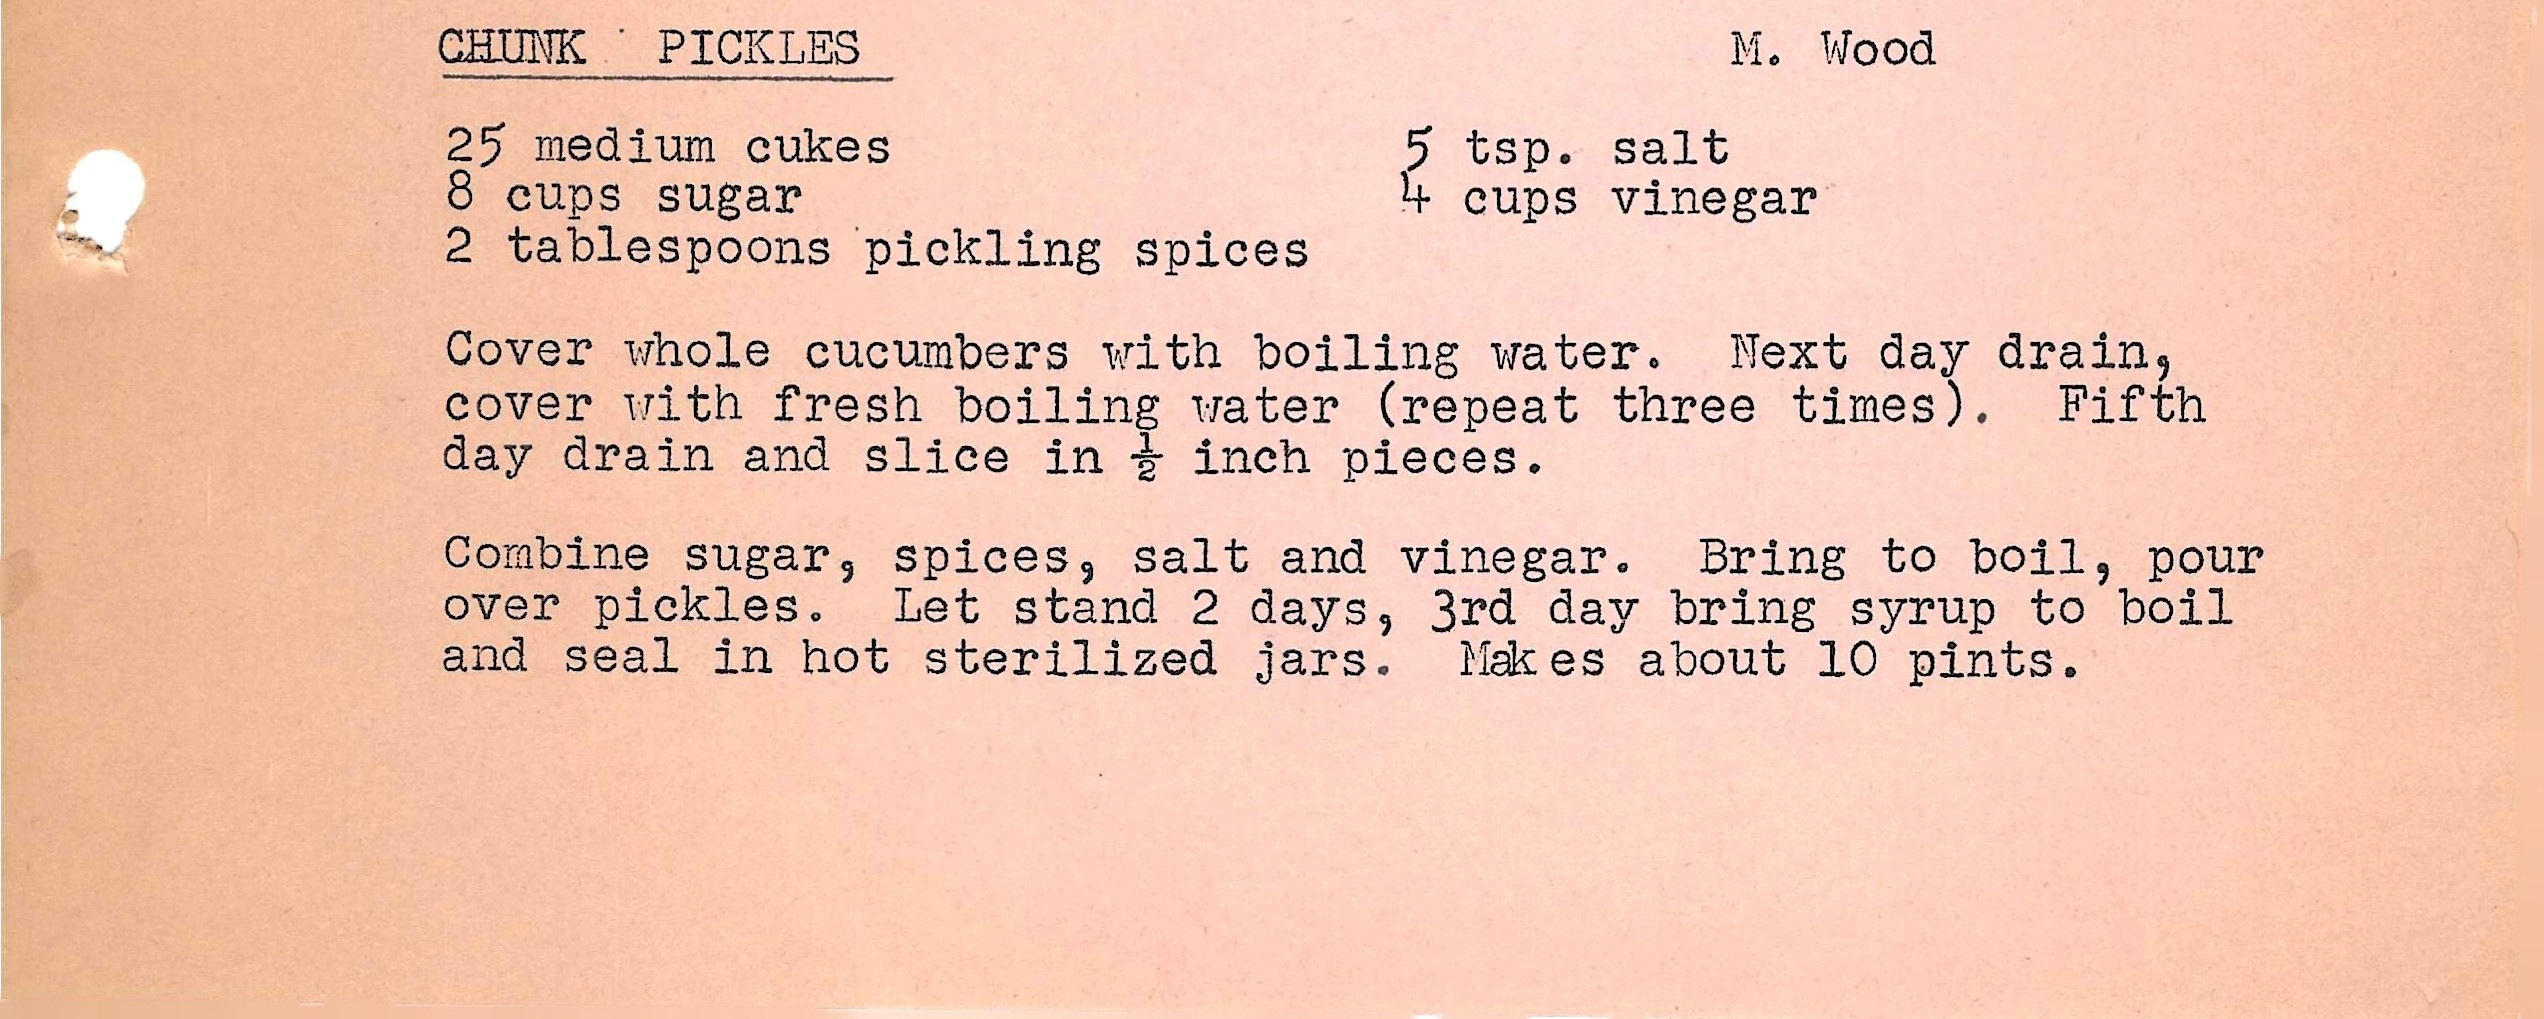 CHUNK PICKLES M. Wood
25 medium cukes 5 tsp. salt
8 cups sugar 4 cups vinegar
2 tablespoons pickling spices
Cover whole cucumbers with boiling water. Next day drain,
cover with fresh boiling water (repeat three times). Fifth
day drain and slice in ½ inch pieces.
Combine sugar, spices, salt and vinegar. Bring to boil, pour
over pickles. Let stand 2 days, 3rd day bring syrup to boil
and seal in hot sterilized jars. Makes about 10 pints.